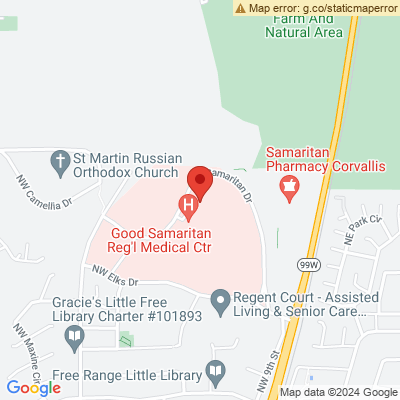 Map error: g.co/staticmaperror
Farm And
Natural Area
St Martin Russian
Orthodox Church
Samaritan Dr
Samaritan
Pharmacy Corvallis
NW Camellia Dr
H
Good Samaritan
Reg'l Medical Ctr
NE Park Cir
99W
NW Elks Dr
Gracie's Little Free
Library Charter #101893
Regent Court - Assisted
Living & Senior Care...
NW Maxine Cir
Free Range Little Library
NW 9th St
Google
Map data ©2024 Google